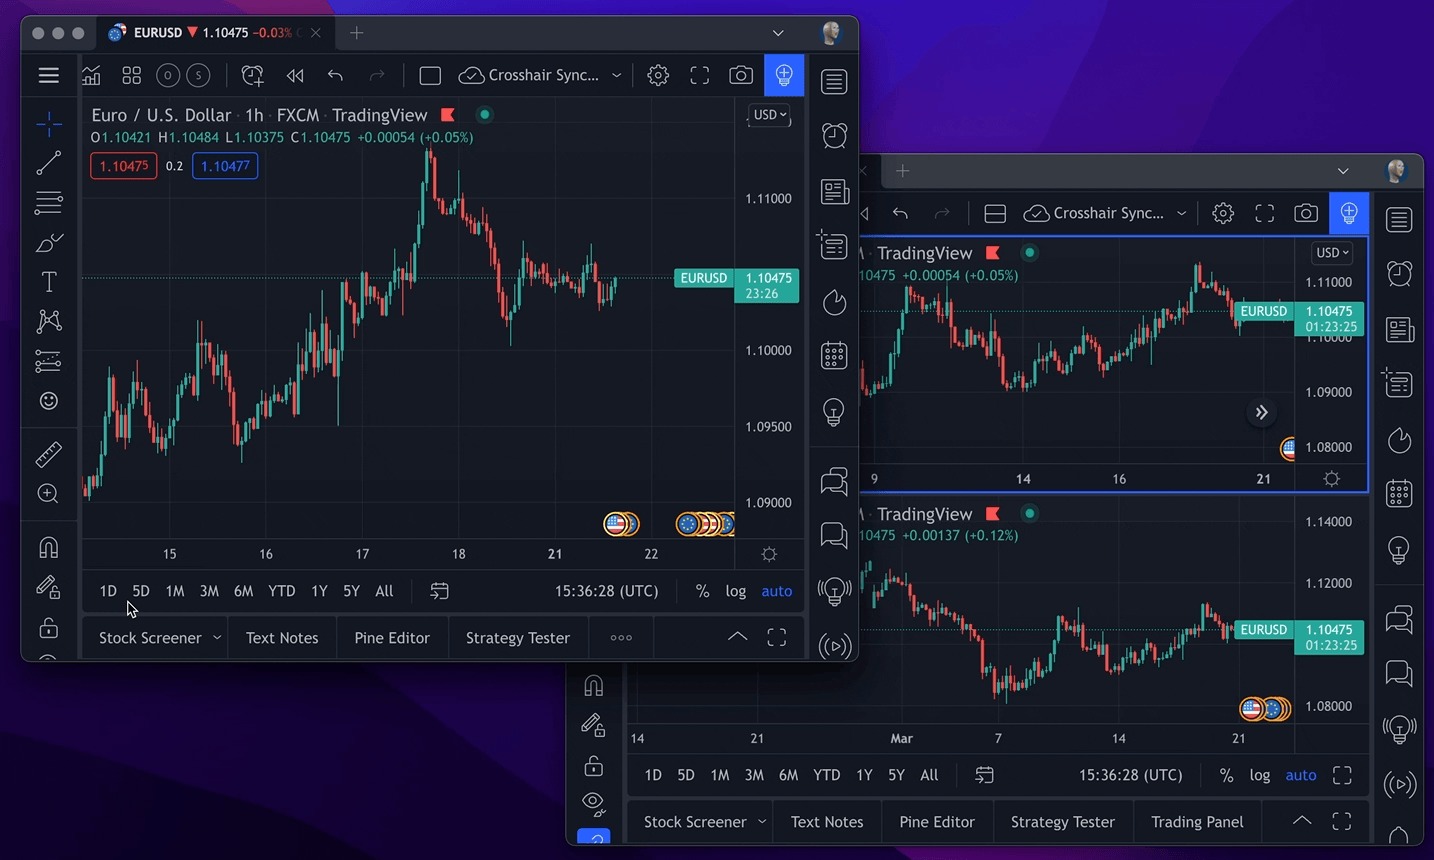 EURUSD ▼ 1.10475 −0.03%
O S Crosshair Sync...
Euro / U.S. Dollar · 1h · FXCM · TradingView
USD
O1.10421 H1.10484 L1.10375 C1.10475 +0.00054 (+0.05%)
1.10475 0.2 1.10477
1.11000
EURUSD 1.10475
23:26
1.10000
1.09500
1.09000
15 16 17 18 21 22
1D 5D 1M 3M 6M YTD 1Y 5Y All 15:36:28 (UTC) % log auto
Stock Screener Text Notes Pine Editor Strategy Tester
Crosshair Sync...
TradingView
USD
0475 +0.00054 (+0.05%)
1.11000
EURUSD 1.10475
01:23:25
1.10000
1.09000
1.08000
9 14 16 21
TradingView
1.14000
0475 +0.00137 (+0.12%)
1.12000
EURUSD 1.10475
01:23:25
1.08000
14 21 Mar 7 14 21
1D 5D 1M 3M 6M YTD 1Y 5Y All 15:36:28 (UTC) % log auto
Stock Screener Text Notes Pine Editor Strategy Tester Trading Panel